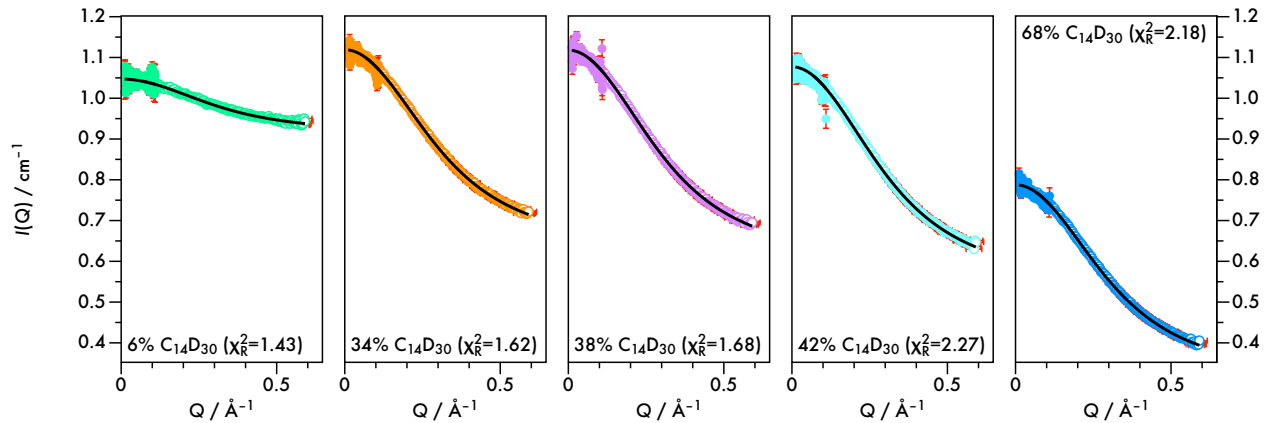 1.2
1.1
1.0
0.9
0.8
0.7
0.6
0.5
0.4
I(Q) / cm⁻¹
6% C₁₄D₃₀ (χ²R=1.43)
0
0.5
Q / Å⁻¹
34% C₁₄D₃₀ (χ²R=1.62)
0
0.5
Q / Å⁻¹
38% C₁₄D₃₀ (χ²R=1.68)
0
0.5
Q / Å⁻¹
42% C₁₄D₃₀ (χ²R=2.27)
0
0.5
Q / Å⁻¹
68% C₁₄D₃₀ (χ²R=2.18)
0
0.5
Q / Å⁻¹
1.2
1.1
1.0
0.9
0.8
0.7
0.6
0.5
0.4